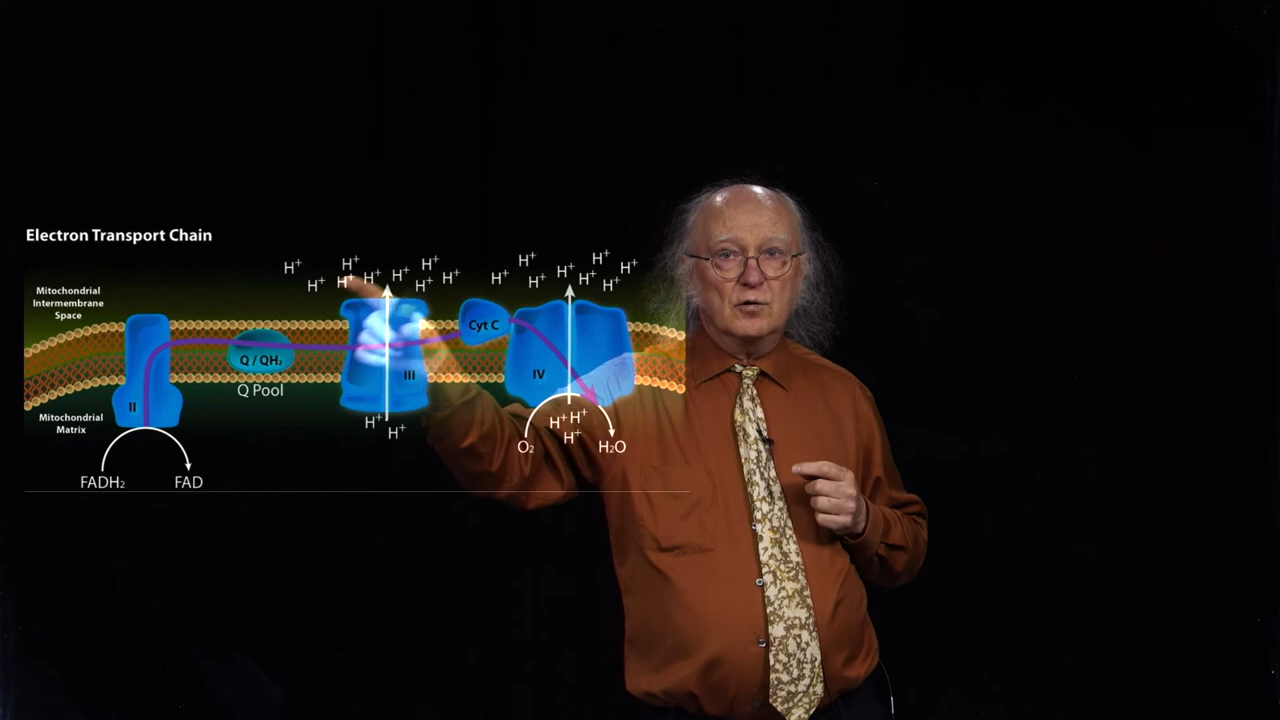 Electron Transport Chain
Mitochondrial
Intermembrane
Space
H⁺ H⁺ H⁺ H⁺ H⁺ H⁺ H⁺ H⁺ H⁺
H⁺ H⁺ H⁺ H⁺ H⁺ H⁺ H⁺
Cyt C
Q / QH₂
III
IV
Q Pool
II
Mitochondrial
Matrix
H⁺ H⁺
H⁺ H⁺ H⁺
O₂ H₂O
FADH₂ FAD